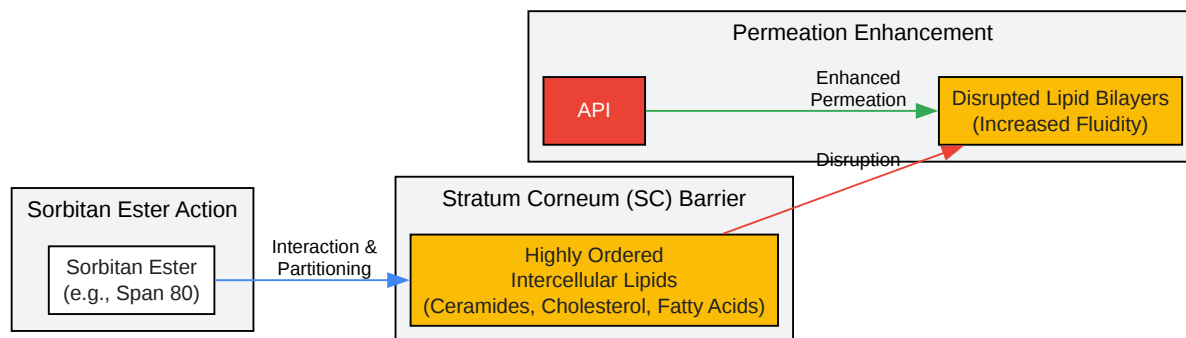 Permeation Enhancement
API
Enhanced
Permeation
Disrupted Lipid Bilayers
(Increased Fluidity)
Disruption
Sorbitan Ester Action
Sorbitan Ester
(e.g., Span 80)
Interaction &
Partitioning
Stratum Corneum (SC) Barrier
Highly Ordered
Intercellular Lipids
(Ceramides, Cholesterol, Fatty Acids)